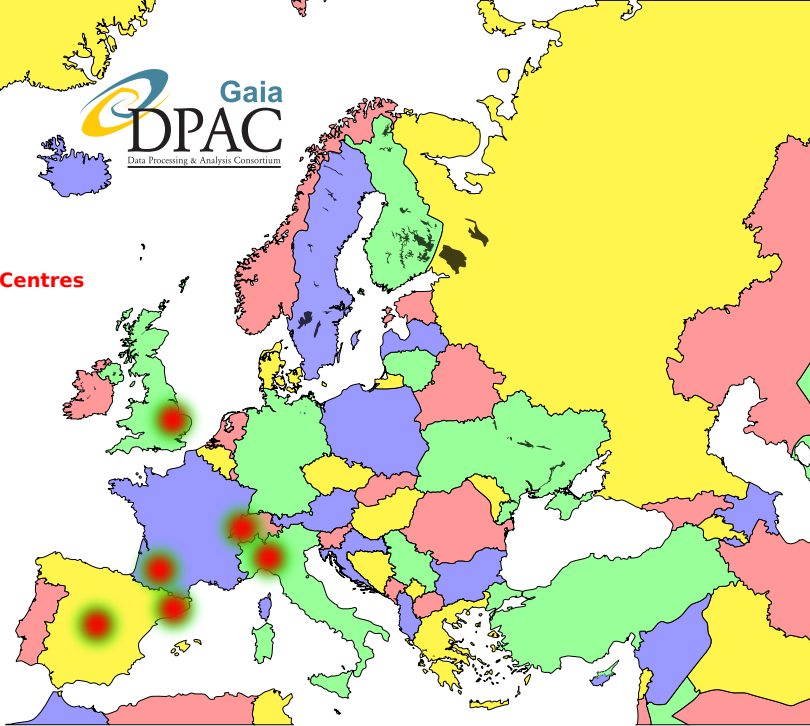 Gaia
DPAC
Data Processing & Analysis Consortium
Centres